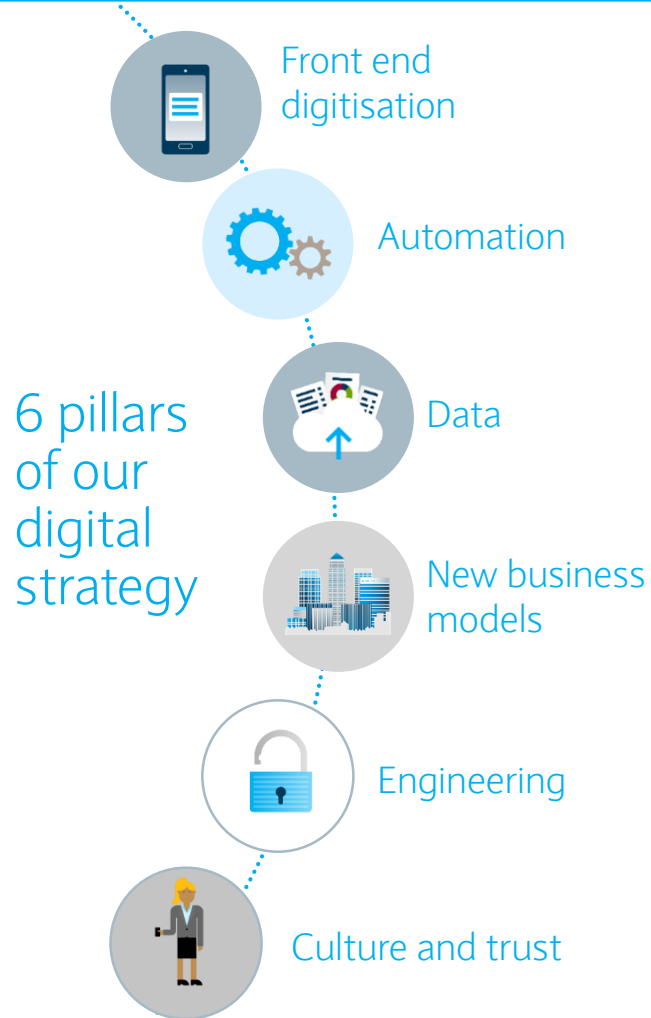 Front end
digitisation
Automation
6 pillars
of our
digital
strategy
Data
New business
models
Engineering
Culture and trust